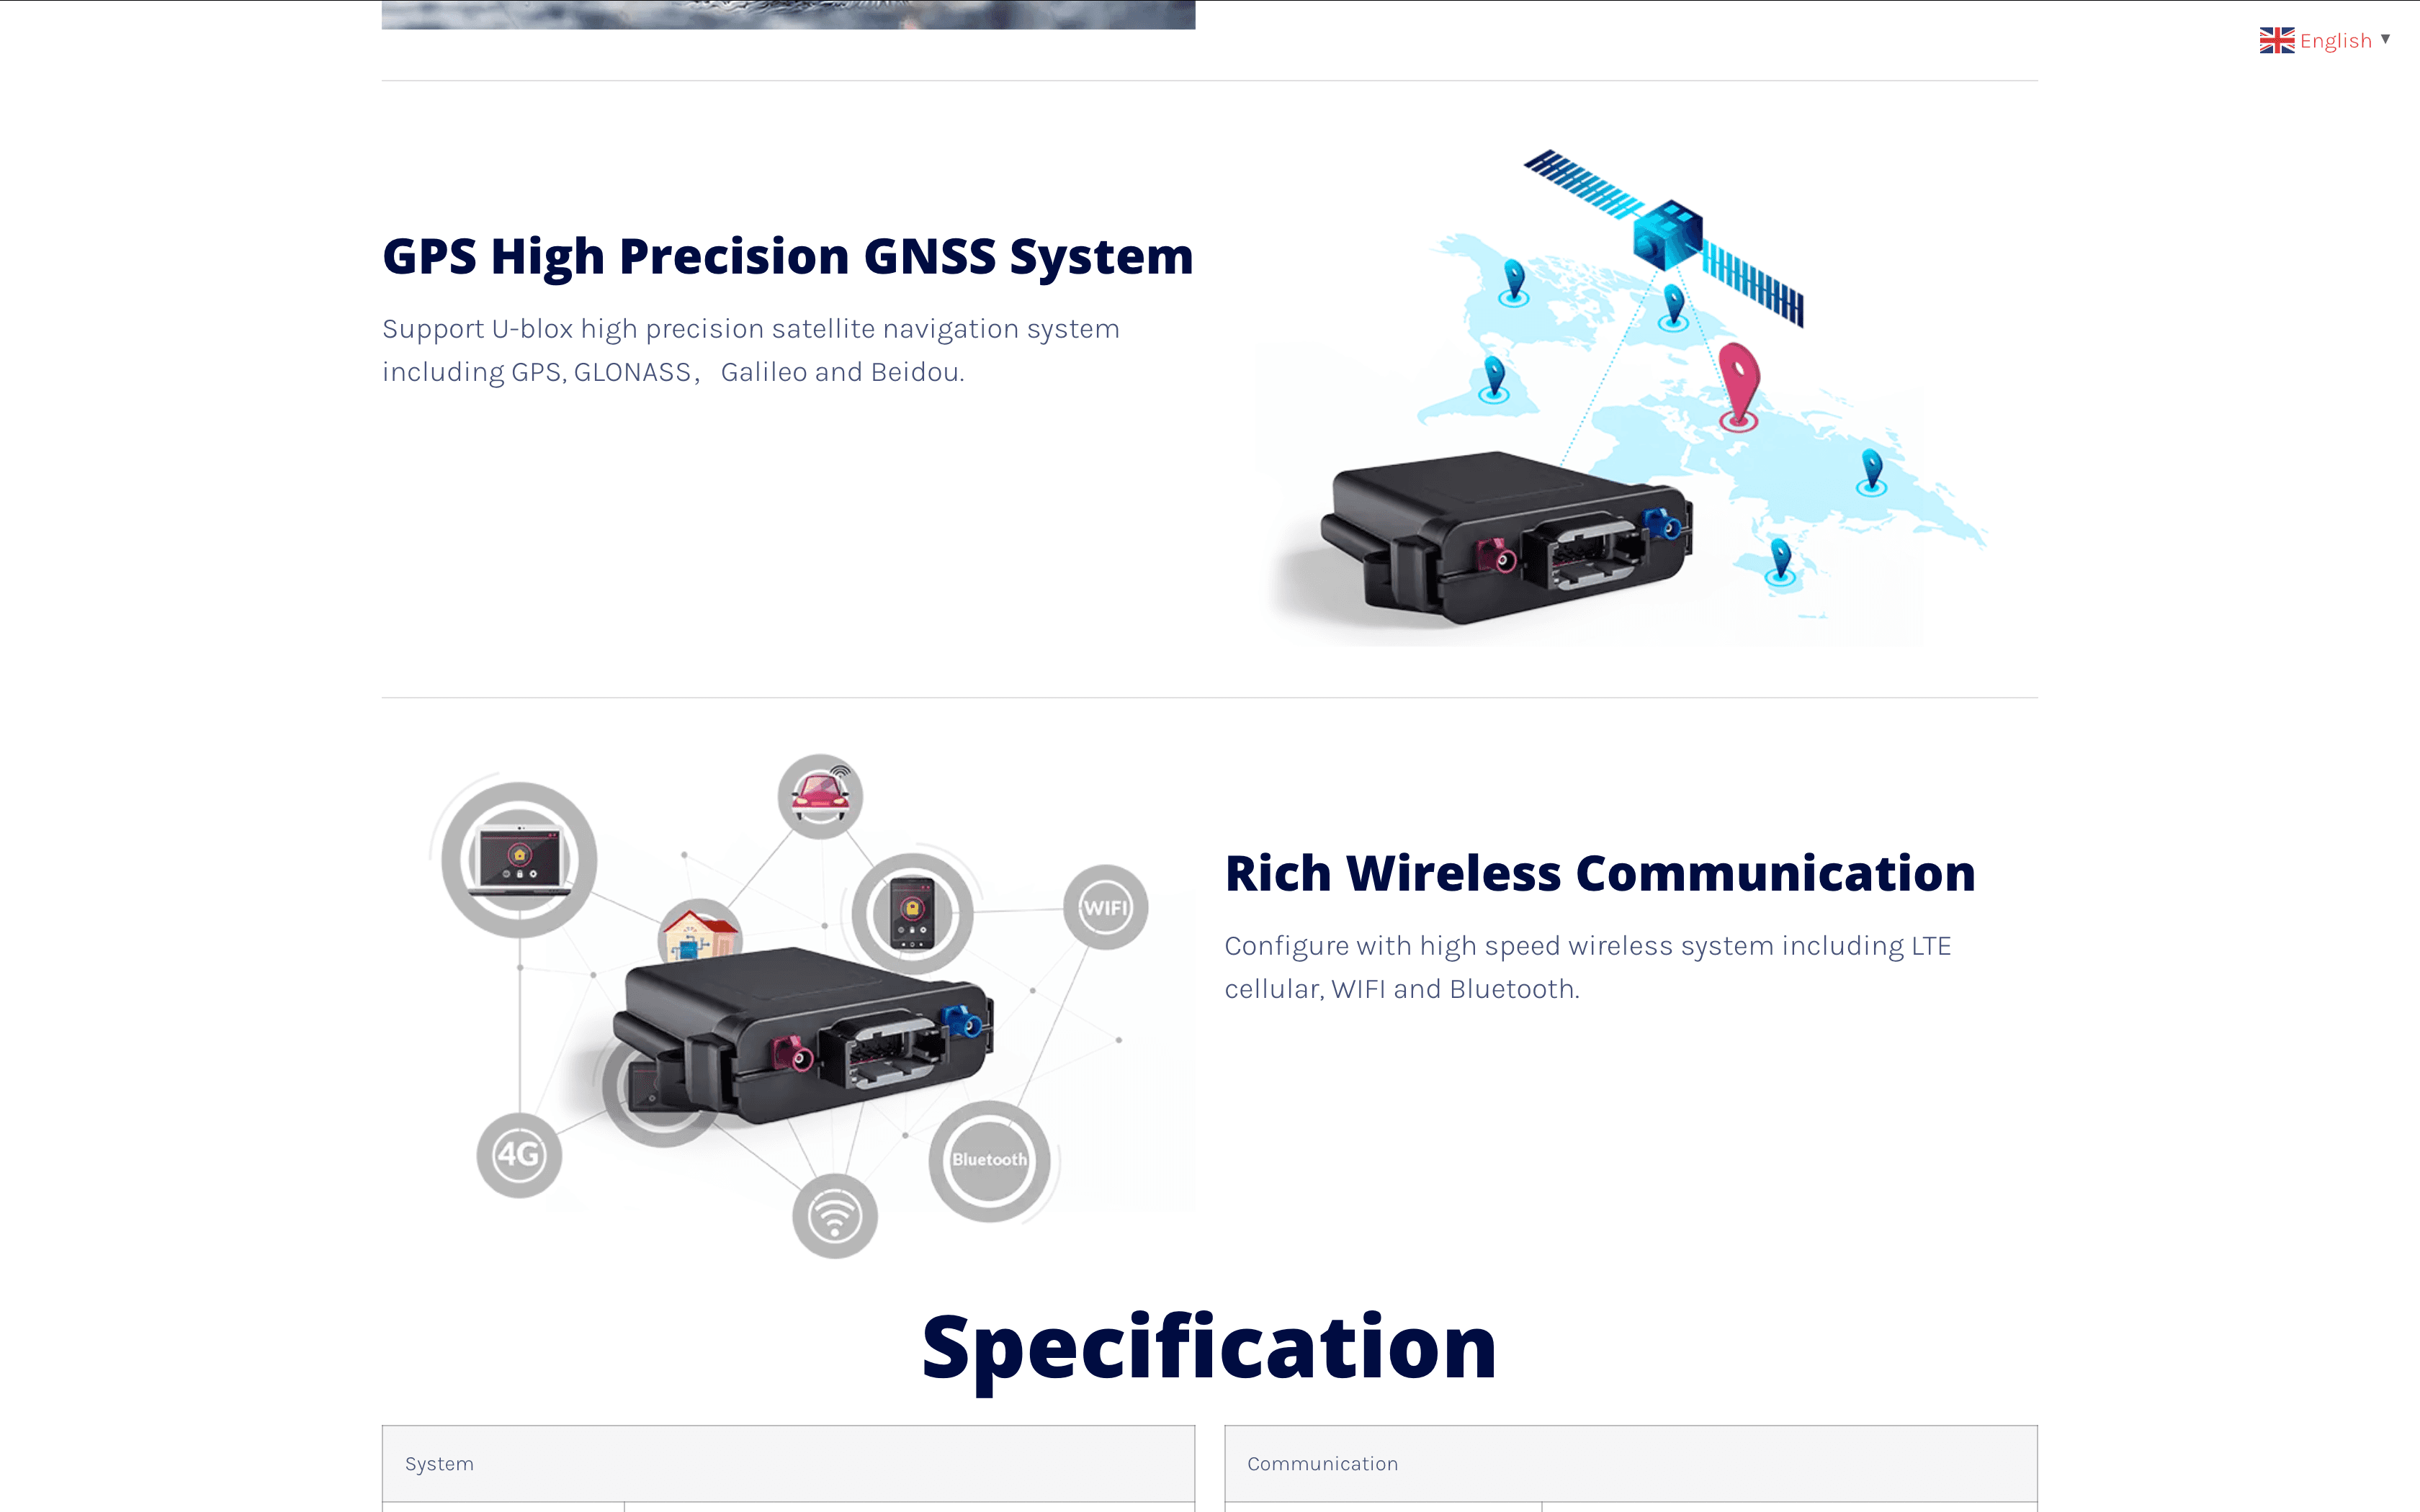 English ▼
GPS High Precision GNSS System
Support U-blox high precision satellite navigation system
including GPS, GLONASS， Galileo and Beidou.
WIFI
4G
Bluetooth
Rich Wireless Communication
Configure with high speed wireless system including LTE
cellular, WIFI and Bluetooth.
Specification
System
Communication